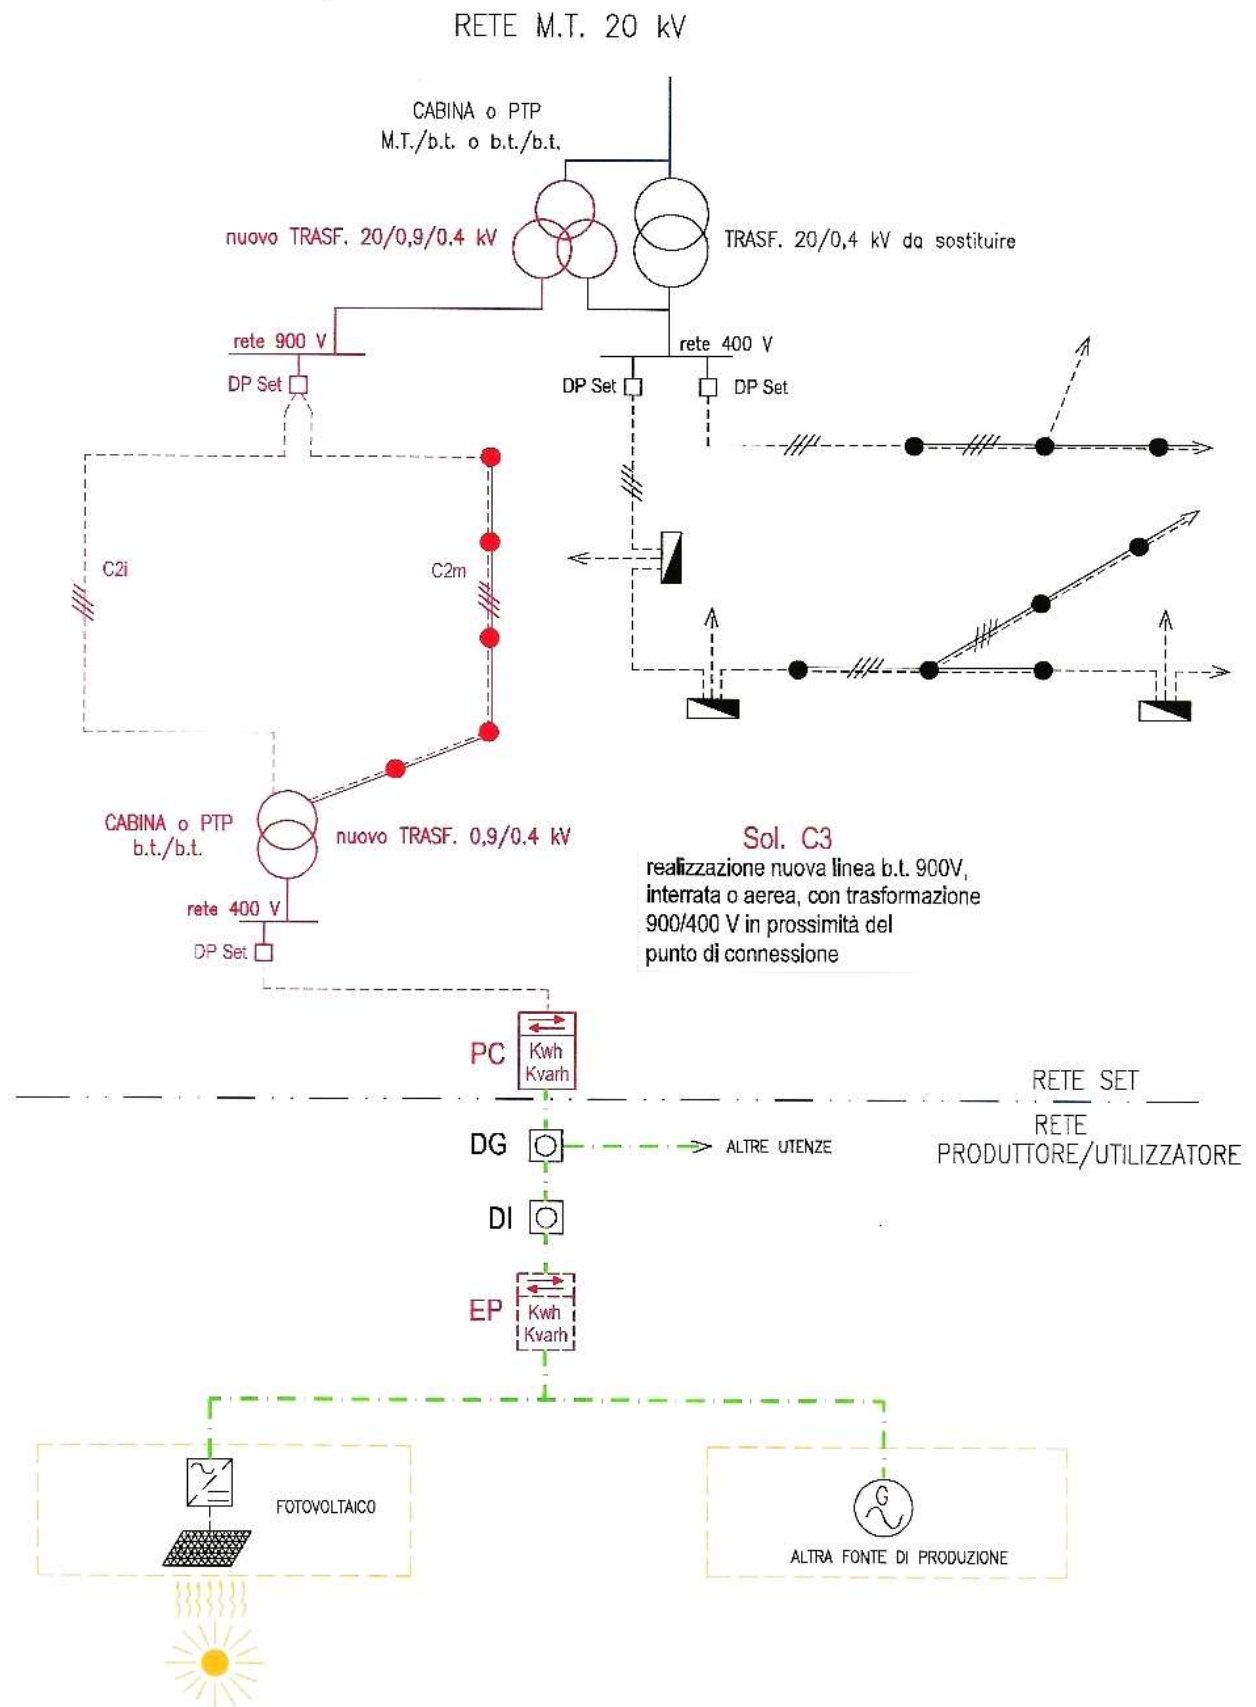 RETE M.T. 20 kV
CABINA o PTP
M.T./b.t. o b.t./b.t.
nuovo TRASF. 20/0,9/0.4 kV
TRASF. 20/0,4 kV da sostituire
rete 900 V
rete 400 V
DP Set
DP Set
DP Set
C2i
C2m
CABINA o PTP
b.t./b.t.
nuovo TRASF. 0,9/0.4 kV
Sol. C3
realizzazione nuova linea b.t. 900V,
interrata o aerea, con trasformazione
900/400 V in prossimità del
punto di connessione
rete 400 V
DP Set
PC
Kwh
Kvarh
RETE SET
RETE
PRODUTTORE/UTILIZZATORE
DG
ALTRE UTENZE
DI
EP
Kwh
Kvarh
FOTOVOLTAICO
G
ALTRA FONTE DI PRODUZIONE